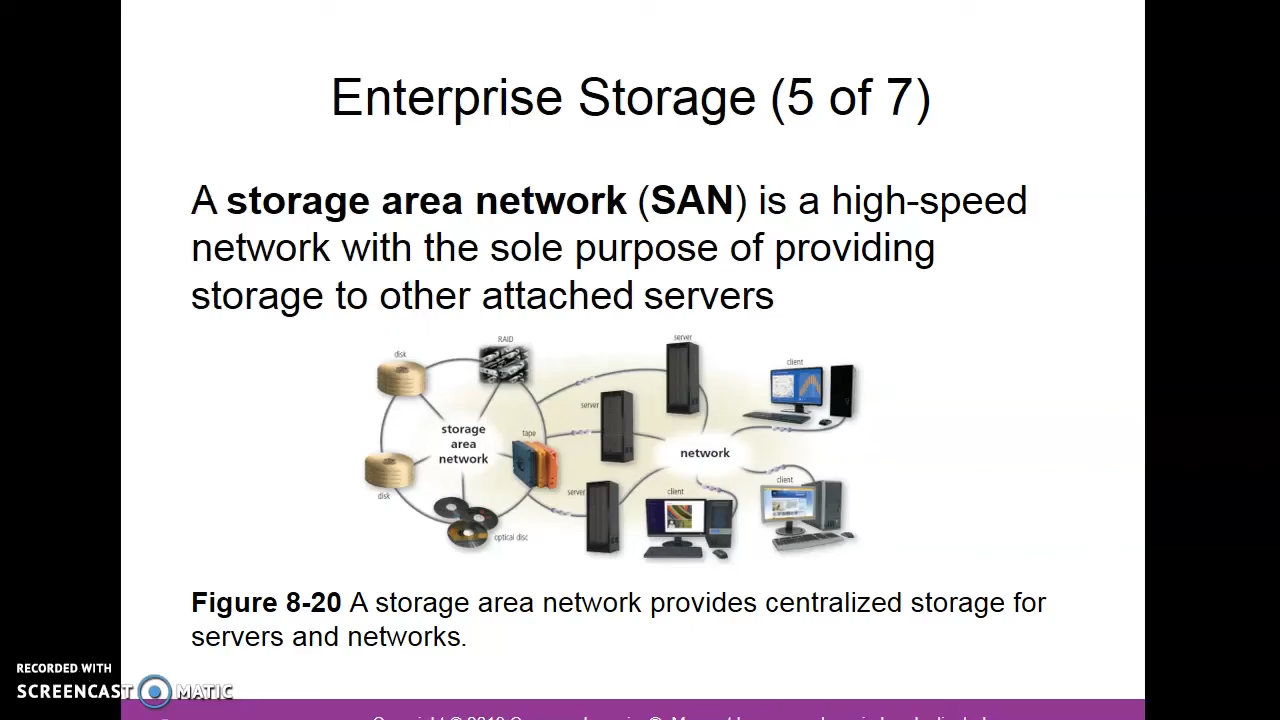 Enterprise Storage (5 of 7)
A storage area network (SAN) is a high-speed
network with the sole purpose of providing
storage to other attached servers
RAID
server
disk
client
server
storage
area
network
tape
network
disk
server
client
client
optical disc
Figure 8-20 A storage area network provides centralized storage for
servers and networks.
RECORDED WITH
SCREENCAST MATIC